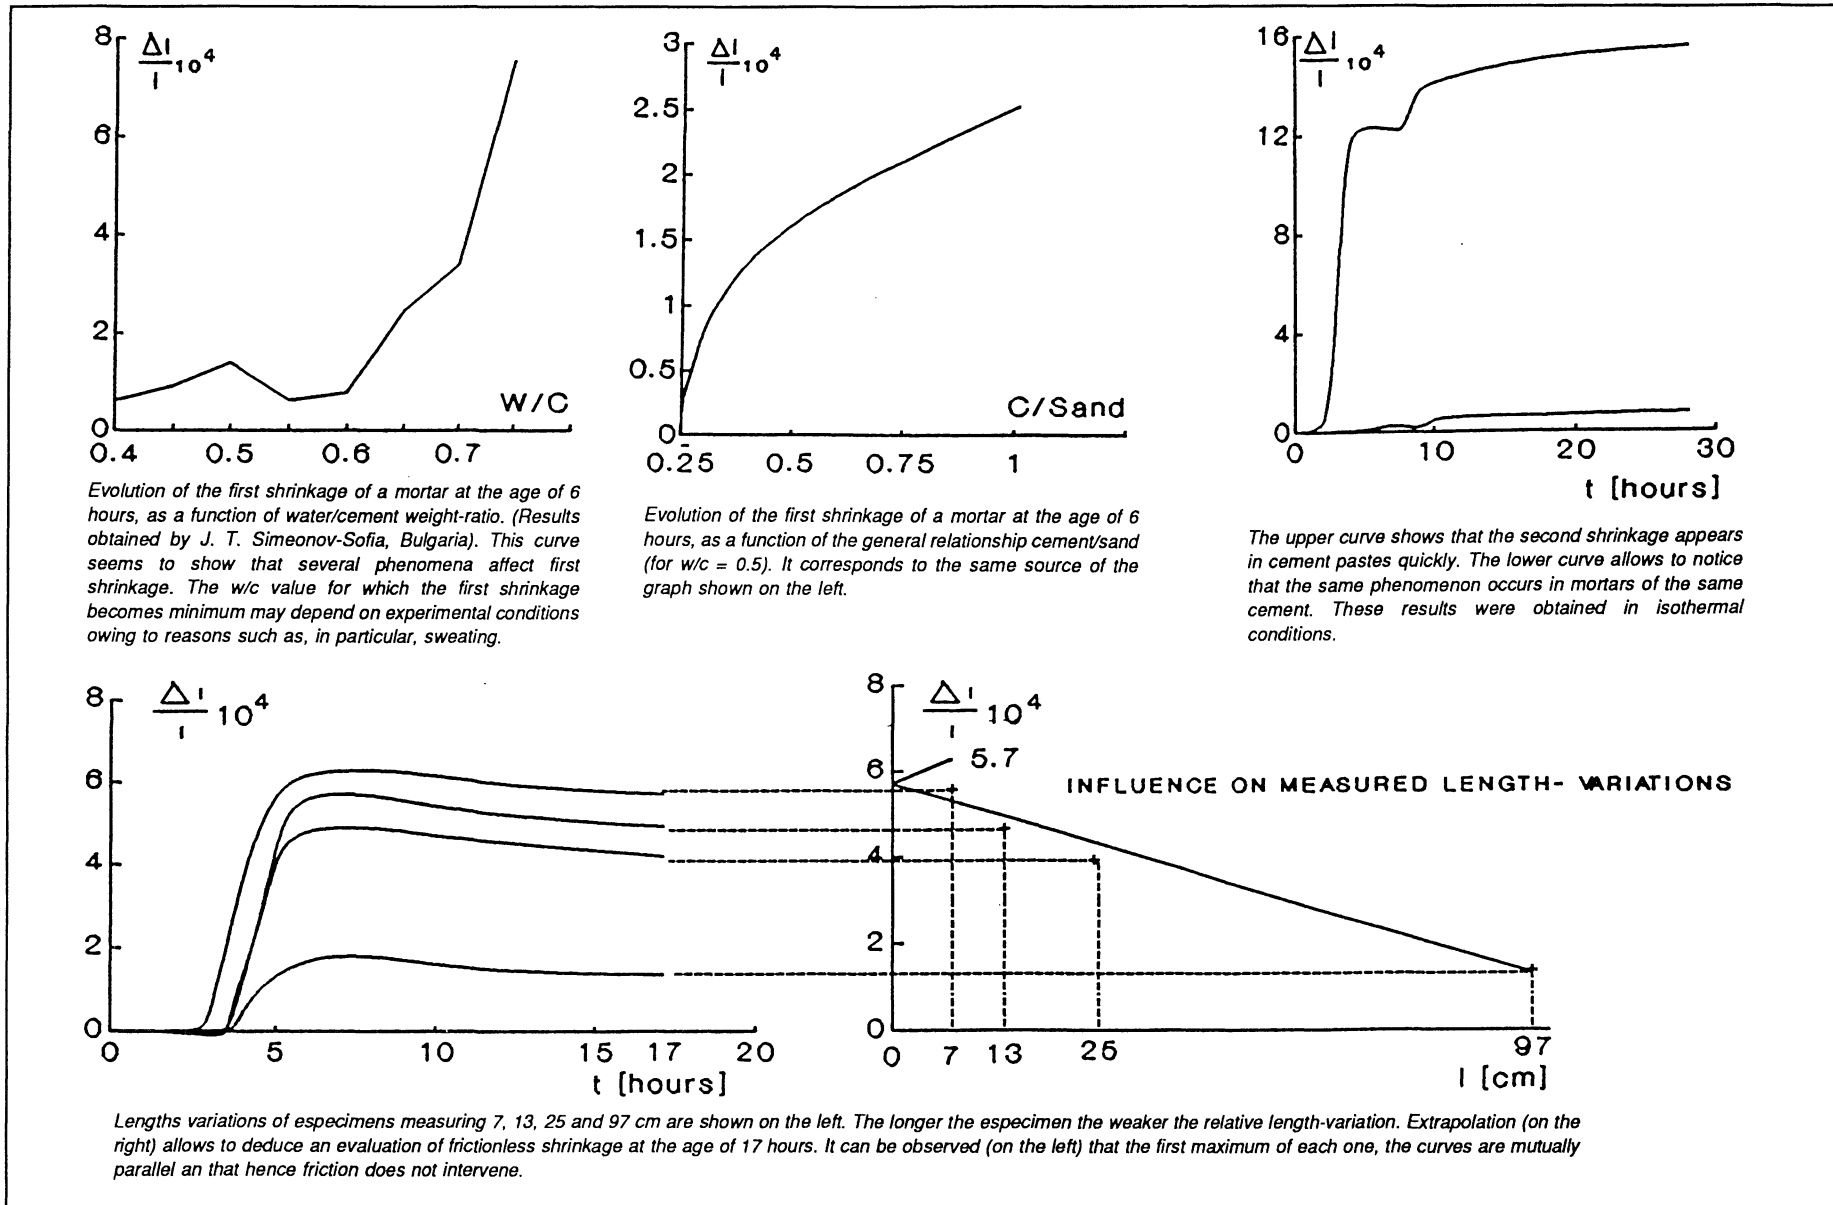 8
6
4
2
0
Δl
l
10⁴
W/C
0.4 0.5 0.6 0.7
Evolution of the first shrinkage of a mortar at the age of 6
hours, as a function of water/cement weight-ratio. (Results
obtained by J. T. Simeonov-Sofia, Bulgaria). This curve
seems to show that several phenomena affect first
shrinkage. The w/c value for which the first shrinkage
becomes minimum may depend on experimental conditions
owing to reasons such as, in particular, sweating.
3
2.5
2
1.5
1
0.5
0
Δl
l
10⁴
C/Sand
0.25 0.5 0.75 1
Evolution of the first shrinkage of a mortar at the age of 6
hours, as a function of the general relationship cement/sand
(for w/c = 0.5). It corresponds to the same source of the
graph shown on the left.
16
12
8
4
0
Δl
l
10⁴
0 10 20 30
t [hours]
The upper curve shows that the second shrinkage appears
in cement pastes quickly. The lower curve allows to notice
that the same phenomenon occurs in mortars of the same
cement. These results were obtained in isothermal
conditions.
8
6
4
2
0
Δl
l
10⁴
0 5 10 15 17 20
t [hours]
8
6
4
2
0
Δl
l
10⁴
5.7
INFLUENCE ON MEASURED LENGTH- VARIATIONS
0 7 13 25 97
l [cm]
Lengths variations of especimens measuring 7, 13, 25 and 97 cm are shown on the left. The longer the especimen the weaker the relative length-variation. Extrapolation (on the
right) allows to deduce an evaluation of frictionless shrinkage at the age of 17 hours. It can be observed (on the left) that the first maximum of each one, the curves are mutually
parallel an that hence friction does not intervene.